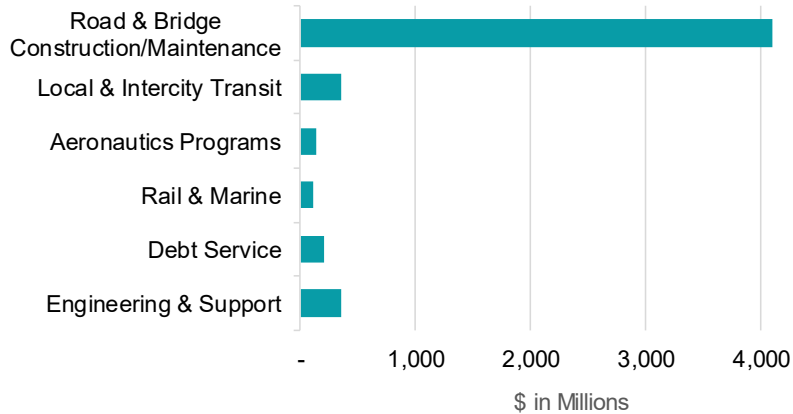 Road & Bridge
Construction/Maintenance
Local & Intercity Transit
Aeronautics Programs
Rail & Marine
Debt Service
Engineering & Support
- 1,000 2,000 3,000 4,000
$ in Millions